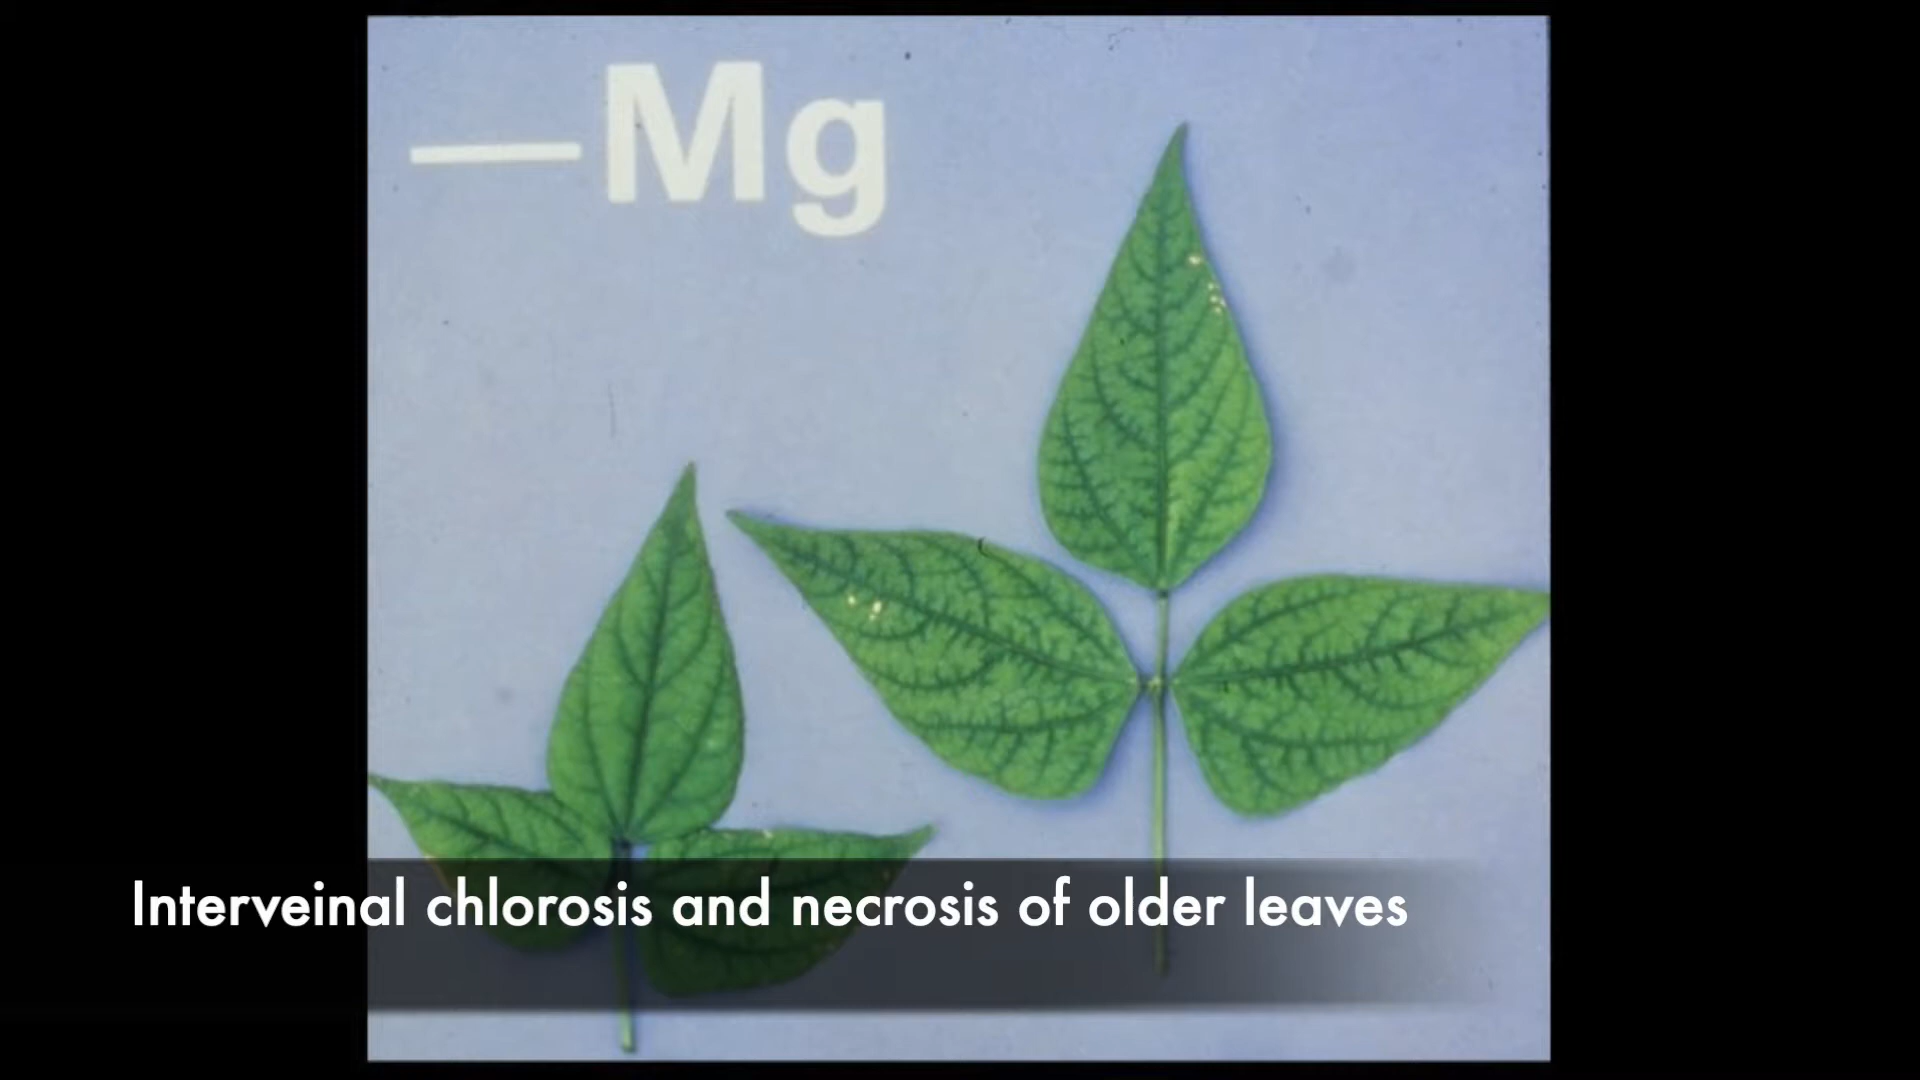 —Mg
Interveinal chlorosis and necrosis of older leaves